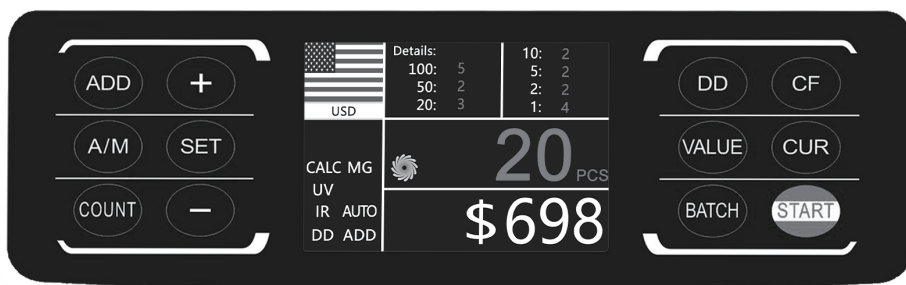 ADD +
A/M SET
COUNT −
USD
Details:
100: 5
50: 2
20: 3
10: 2
5: 2
2: 2
1: 4
CALC MG
UV
IR AUTO
DD ADD
20 PCS
$698
DD CF
VALUE CUR
BATCH START